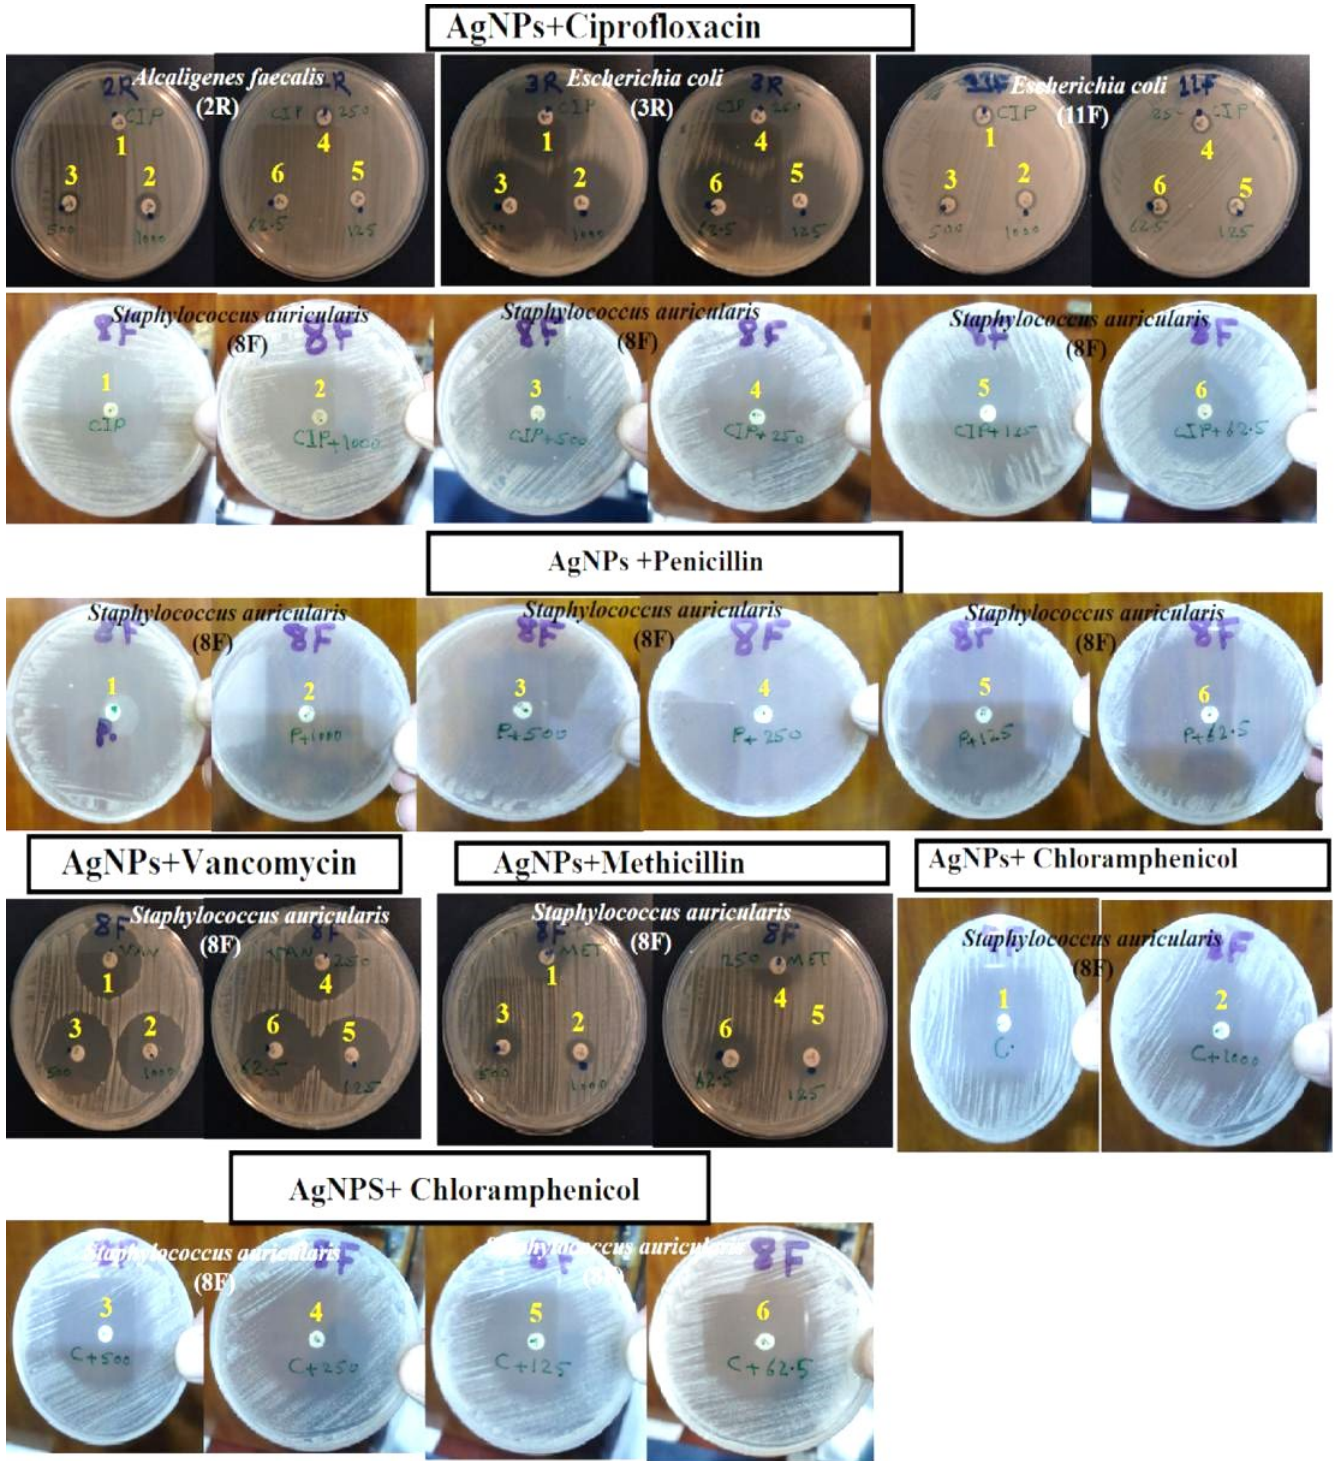 AgNPs+Ciprofloxacin
Alcaligenes faecalis
(2R)
Escherichia coli
(3R)
Escherichia coli
(11F)
2R
CIP
1
3
2
500
1000
CIP
250
4
6
5
62.5
125
3R
CIP
1
3
2
500
1000
3R
CIP
250
4
6
5
62.5
125
CIP
1
3
2
500
1000
11F
CIP
4
6
5
62.5
125
Staphylococcus auricularis
(8F)
Staphylococcus auricularis
(8F)
Staphylococcus auricularis
(8F)
8F
1
CIP
8F
2
CIP+1000
8F
3
CIP+500
8F
4
CIP+250
5
CIP+125
8F
6
CIP+62.5
AgNPs +Penicillin
Staphylococcus auricularis
(8F)
Staphylococcus auricularis
(8F)
Staphylococcus auricularis
(8F)
8F
1
P.
8F
2
P+1000
8F
3
P+500
8F
4
P+250
8F
5
P+125
8F
6
P+62.5
AgNPs+Vancomycin
AgNPs+Methicillin
AgNPs+ Chloramphenicol
Staphylococcus auricularis
(8F)
Staphylococcus auricularis
(8F)
Staphylococcus auricularis
(8F)
8F
VAN
1
3
2
500
1000
8F
VAN
250
4
6
5
62.5
125
8F
MET
1
3
2
500
1000
8F
250
MET
4
6
5
62.5
125
1
C.
8F
2
C+1000
AgNPS+ Chloramphenicol
Staphylococcus auricularis
(8F)
Staphylococcus auricularis
(8F)
3
C+500
8F
4
C+250
8F
5
C+125
8F
6
C+62.5